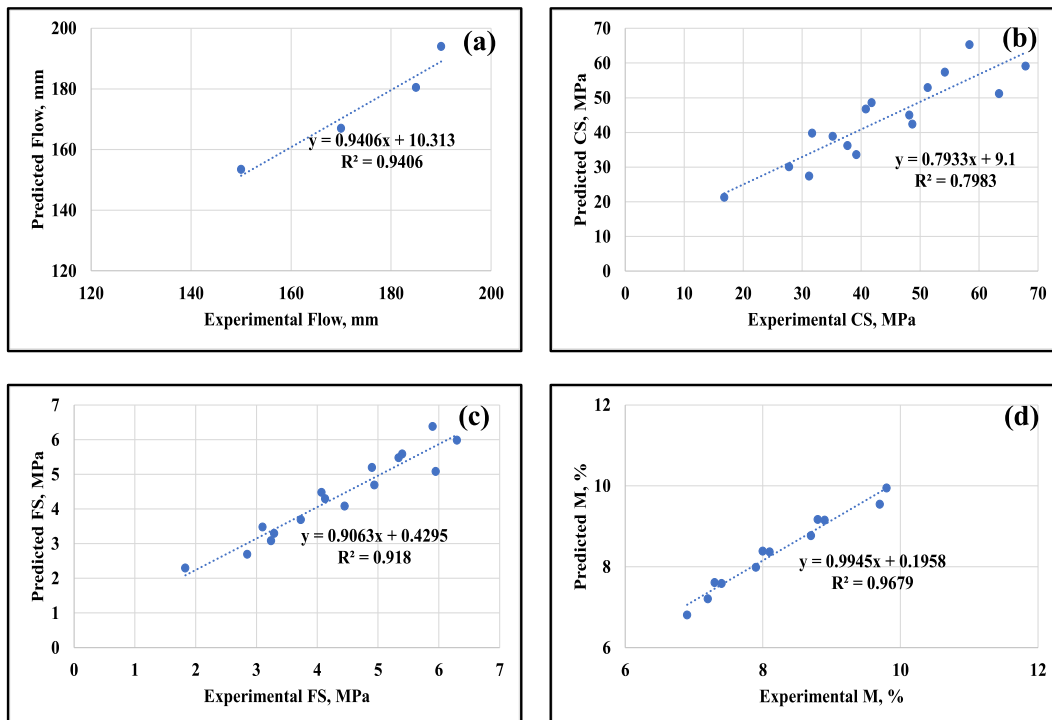 (a)
200
180
160
140
120
120
140
160
180
200
Predicted Flow, mm
Experimental Flow, mm
y = 0.9406x + 10.313
R² = 0.9406
(b)
70
60
50
40
30
20
10
0
0
10
20
30
40
50
60
70
Predicted CS, MPa
Experimental CS, MPa
y = 0.7933x + 9.1
R² = 0.7983
(c)
7
6
5
4
3
2
1
0
0
1
2
3
4
5
6
7
Predicted FS, MPa
Experimental FS, MPa
y = 0.9063x + 0.4295
R² = 0.918
(d)
12
10
8
6
6
8
10
12
Predicted M, %
Experimental M, %
y = 0.9945x + 0.1958
R² = 0.9679